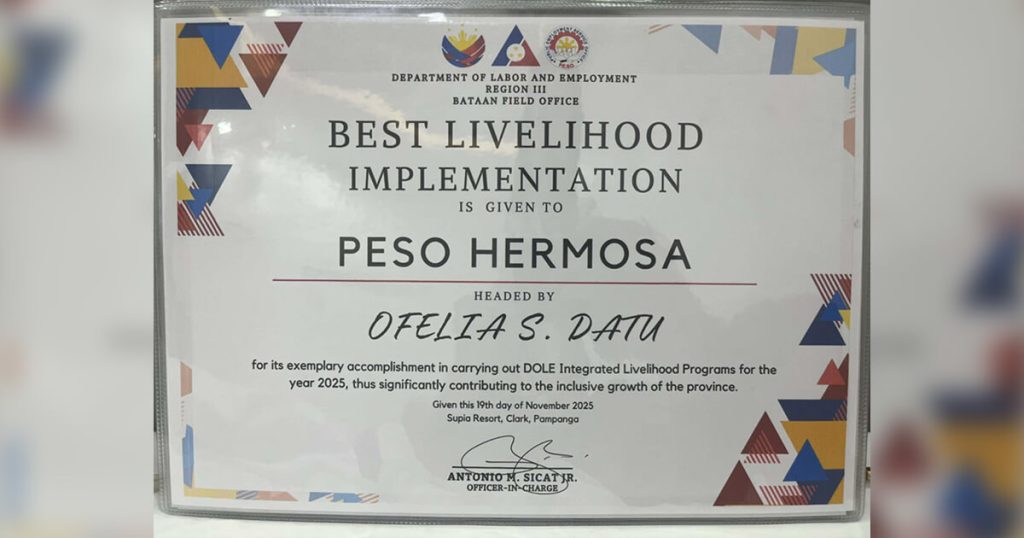 DEPARTMENT OF LABOR AND EMPLOYMENT
REGION III
BATAAN FIELD OFFICE
BEST LIVELIHOOD
IMPLEMENTATION
IS GIVEN TO
PESO HERMOSA
HEADED BY
OFELIA S. DATU
for its exemplary accomplishment in carrying out DOLE Integrated Livelihood Programs for the
year 2025, thus significantly contributing to the inclusive growth of the province.
Given this 19th day of November 2025
Supia Resort, Clark, Pampanga
ANTONIO M. SICAT JR.
OFFICER-IN-CHARGE